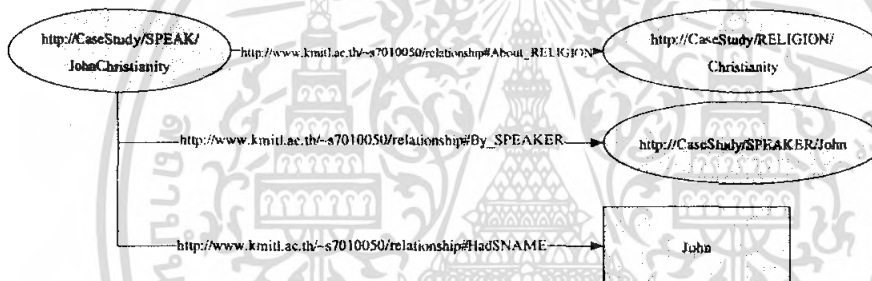 http://CaseStudy/SPEAK/
JohnChristianity
http://www.kmitl.ac.th/~s7010050/relationship#About_RELIGION
http://CaseStudy/RELIGION/
Christianity
http://www.kmitl.ac.th/~s7010050/relationship#By_SPEAKER
http://CaseStudy/SPEAKER/John
http://www.kmitl.ac.th/~s7010050/relationship#HadSNAME
John